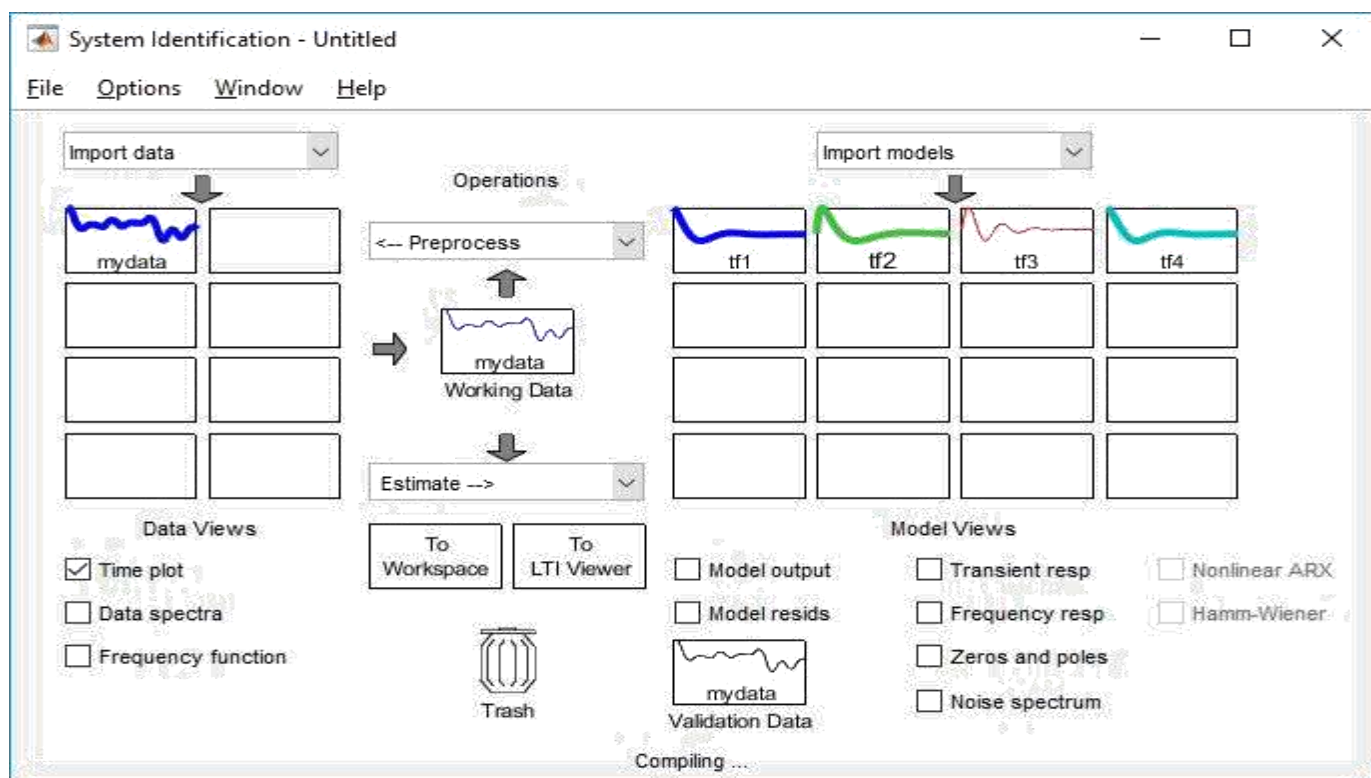 System Identification - Untitled
File Options Window Help
Import data
Import models
Operations
<-- Preprocess
mydata
tf1
tf2
tf3
tf4
mydata
Working Data
Estimate -->
Data Views
Model Views
To
Workspace
To
LTI Viewer
Time plot
Data spectra
Frequency function
Model output
Model resids
Transient resp
Frequency resp
Zeros and poles
Noise spectrum
Nonlinear ARX
Hamm-Wiener
Trash
mydata
Validation Data
Compiling ...